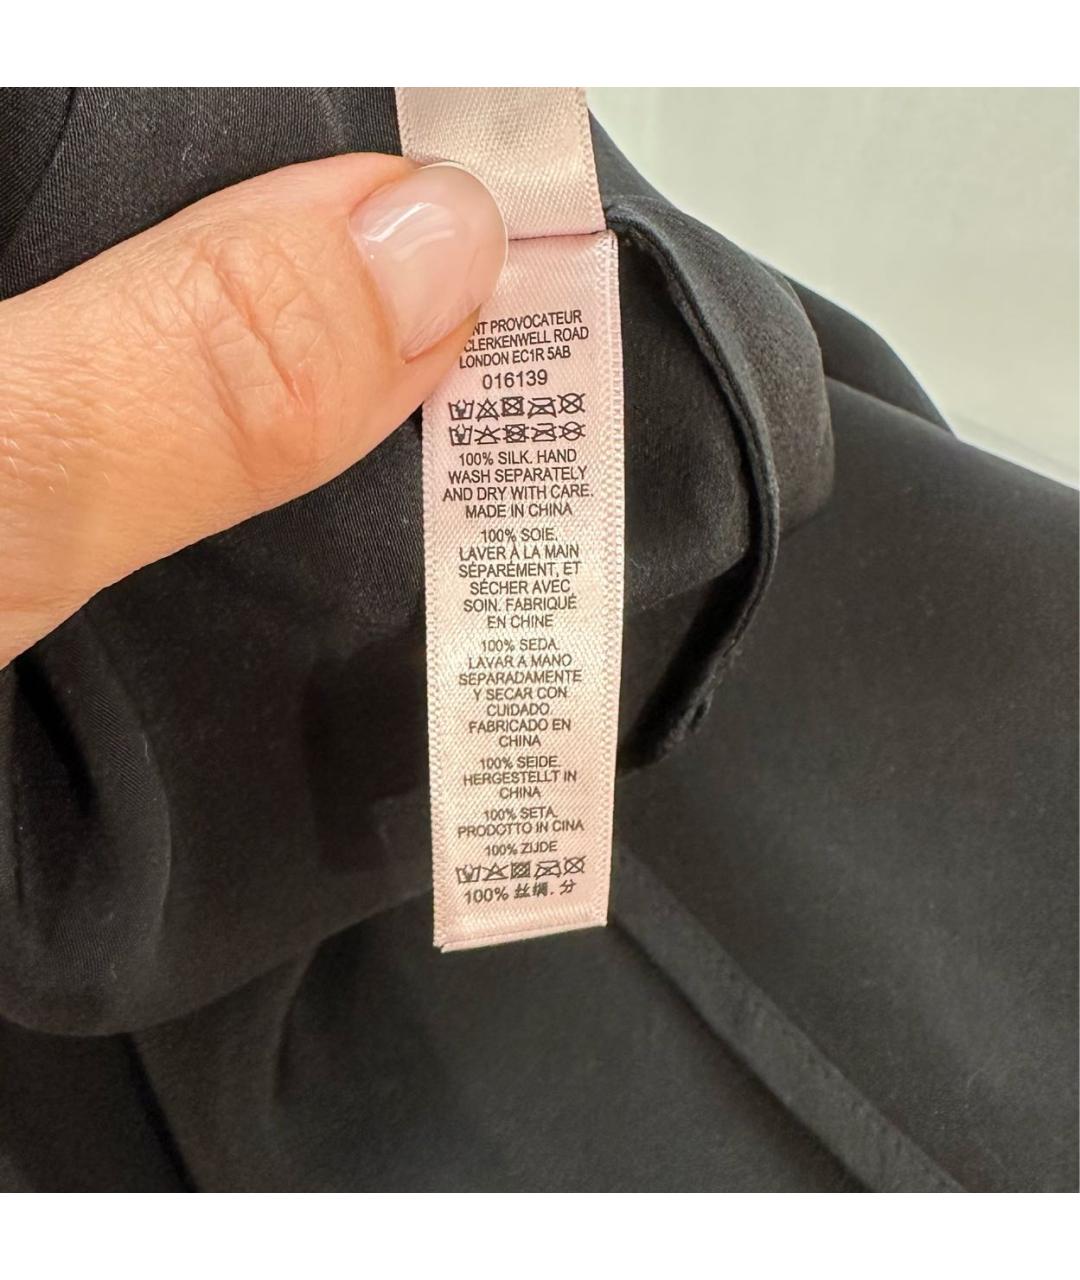 NT PROVOCATEUR
CLERKENWELL ROAD
LONDON EC1R 5AB
016139
100% SILK. HAND
WASH SEPARATELY
AND DRY WITH CARE.
MADE IN CHINA
100% SOIE.
LAVER À LA MAIN
SÉPARÉMENT, ET
SÉCHER AVEC
SOIN. FABRIQUÉ
EN CHINE
100% SEDA.
LAVAR A MANO
SEPARADAMENTE
Y SECAR CON
CUIDADO.
FABRICADO EN
CHINA
100% SEIDE.
HERGESTELLT IN
CHINA
100% SETA.
PRODOTTO IN CINA
100% ZIJDE
100% 丝绸. 分